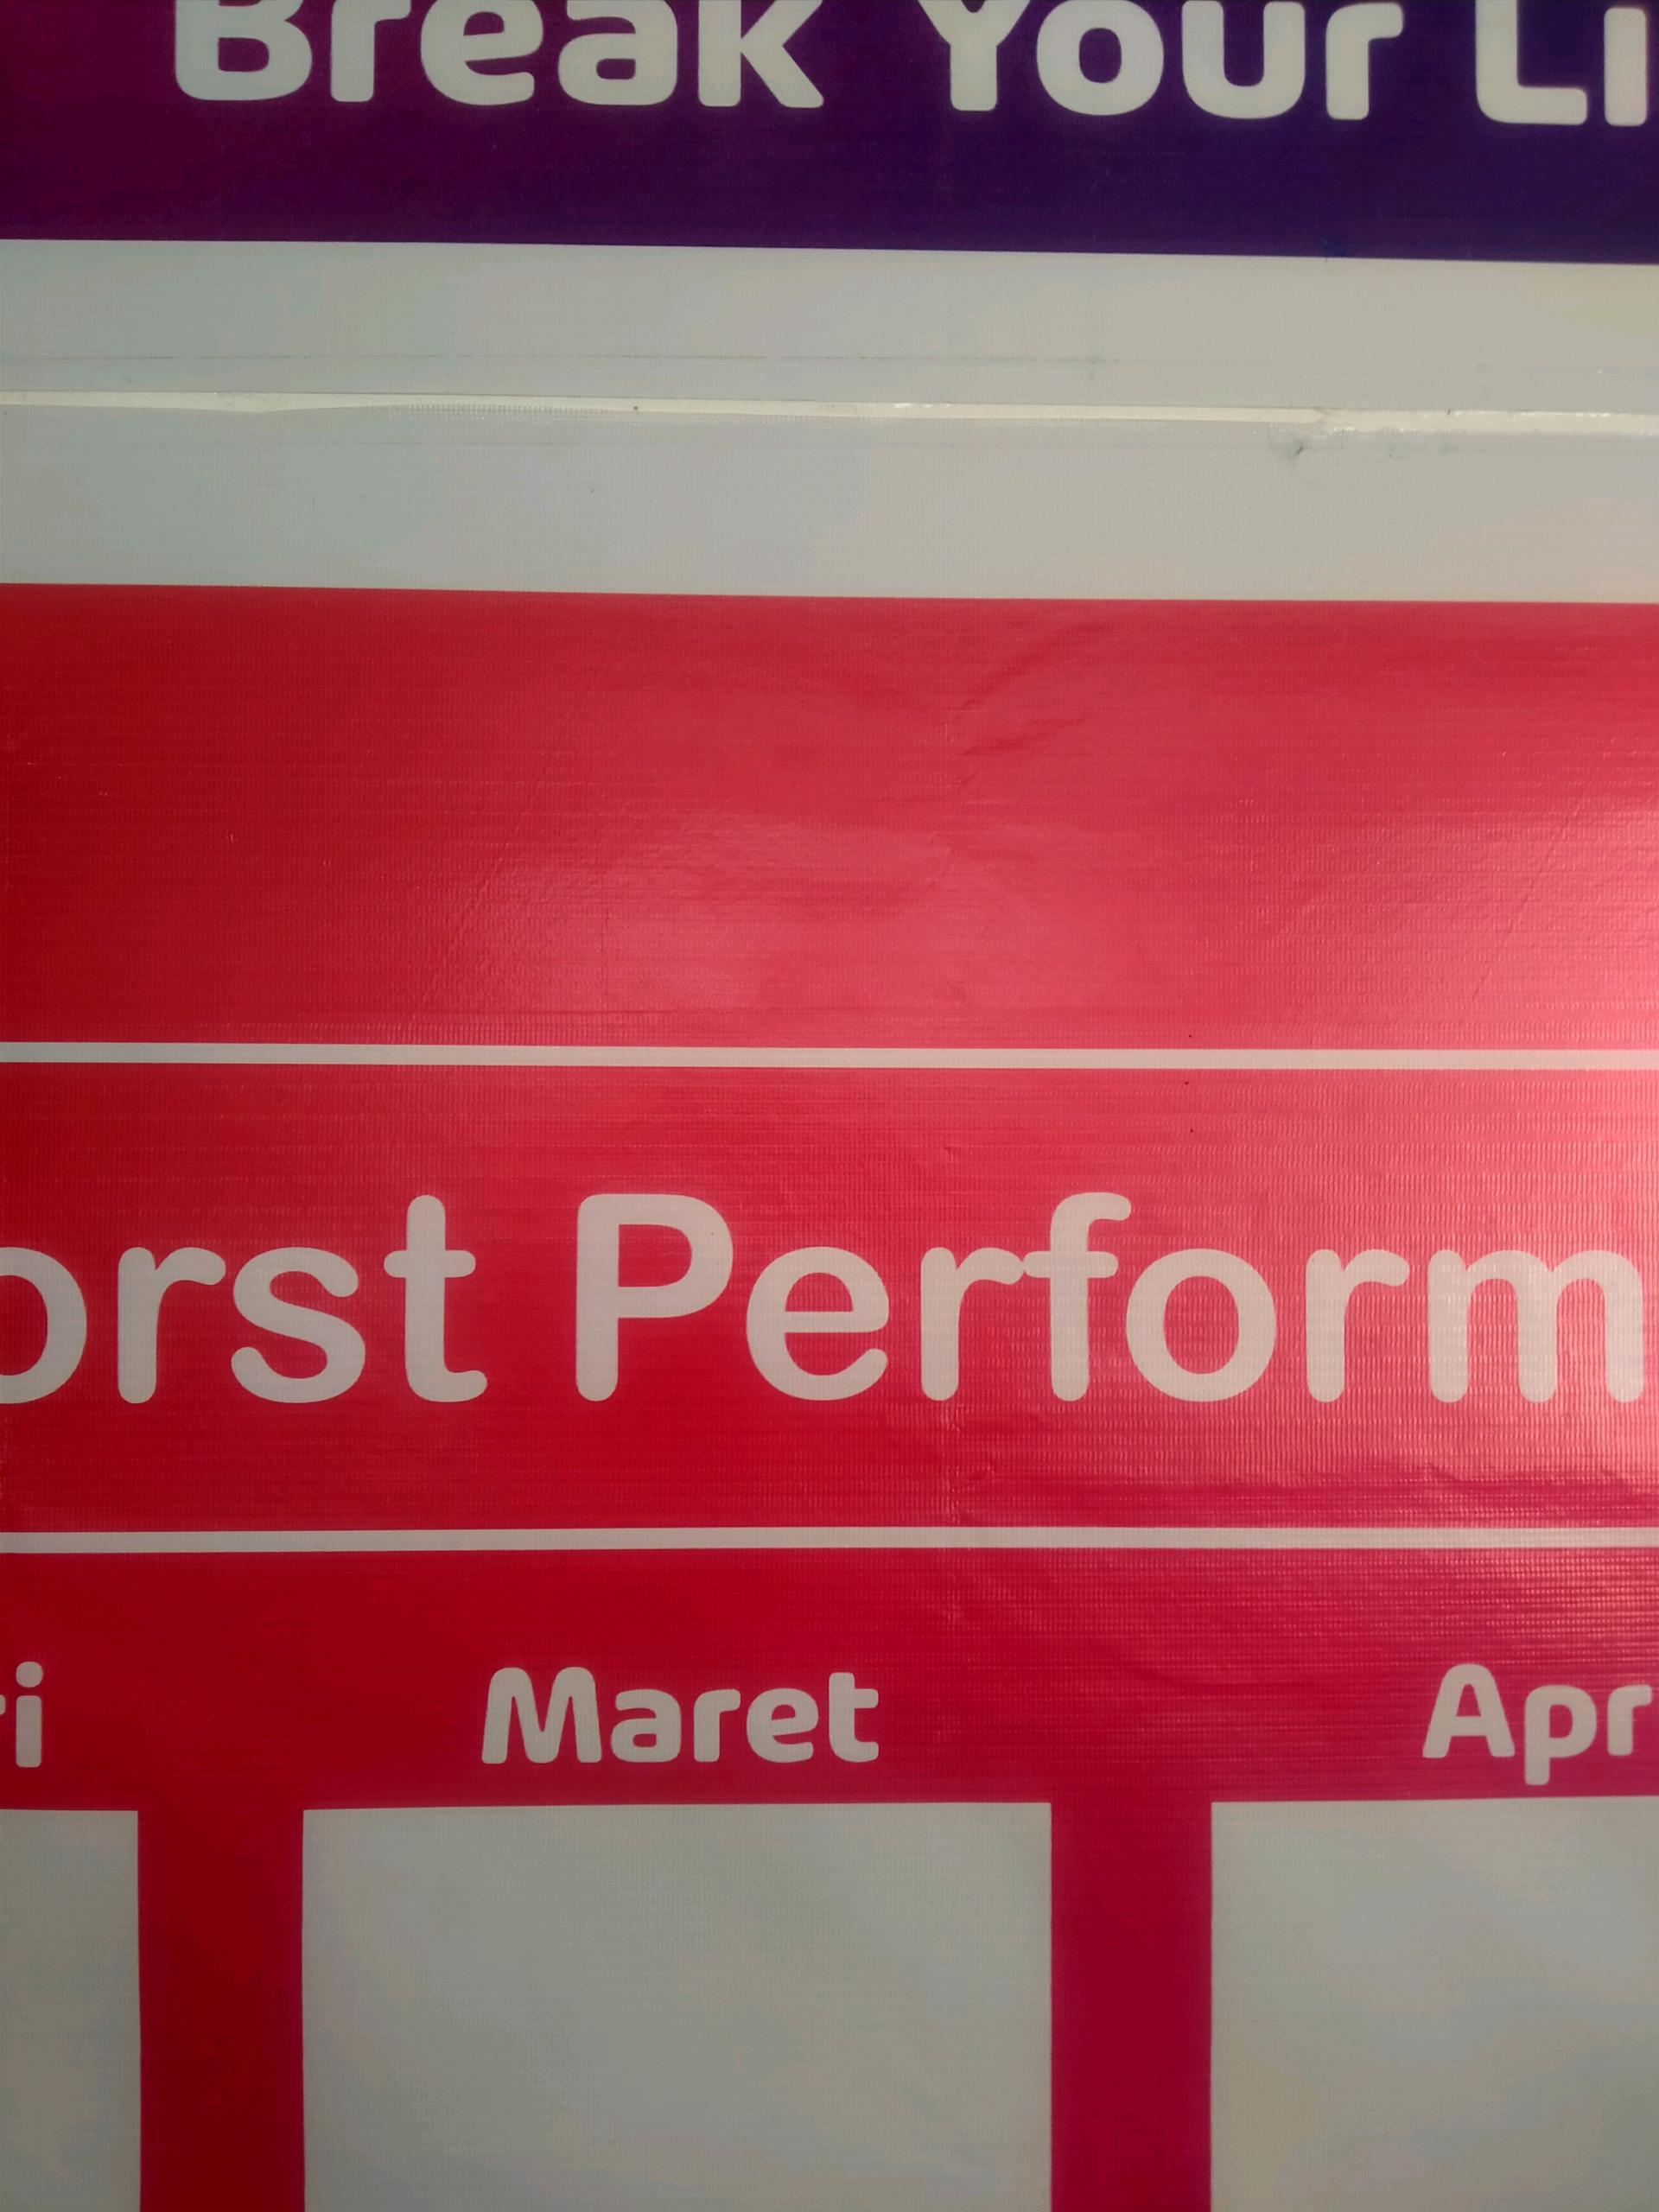 Break Your Li
orst Perform
ri Maret Apr